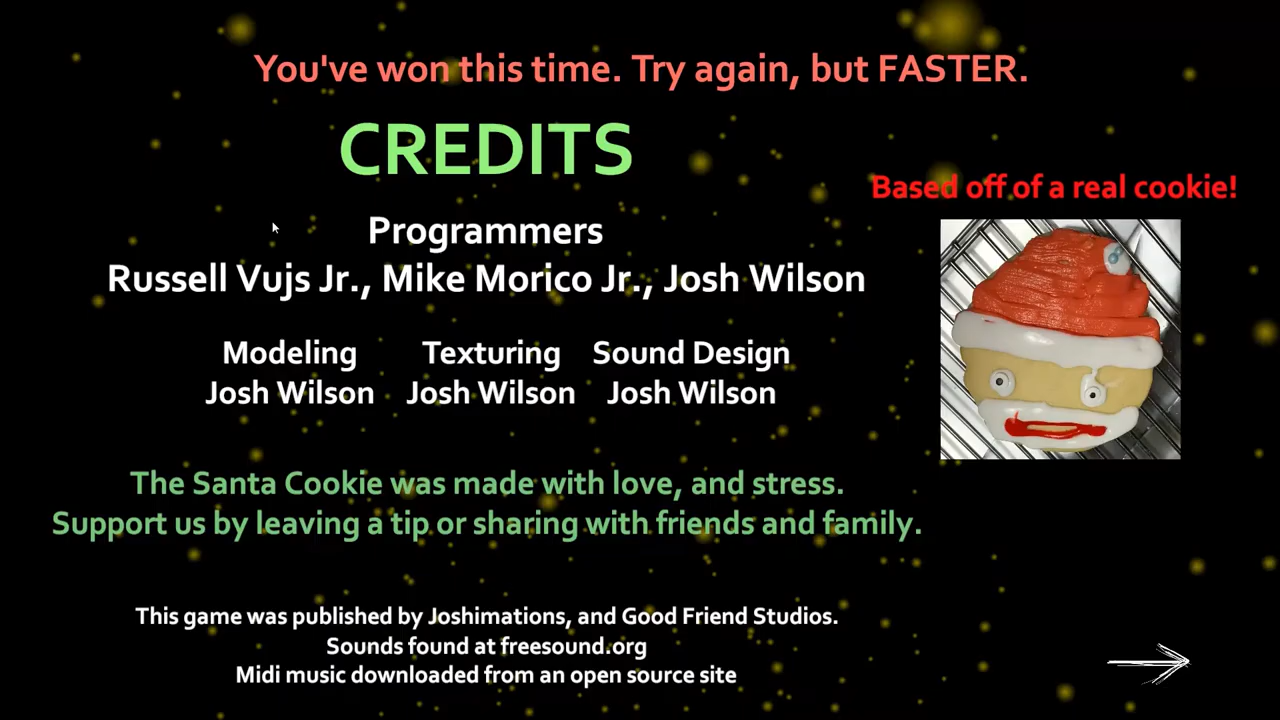 You've won this time. Try again, but FASTER.
CREDITS
Based off of a real cookie!
Programmers
Russell Vujs Jr., Mike Morico Jr., Josh Wilson
Modeling Texturing Sound Design
Josh Wilson Josh Wilson Josh Wilson
The Santa Cookie was made with love, and stress.
Support us by leaving a tip or sharing with friends and family.
This game was published by Joshimations, and Good Friend Studios.
Sounds found at freesound.org
Midi music downloaded from an open source site